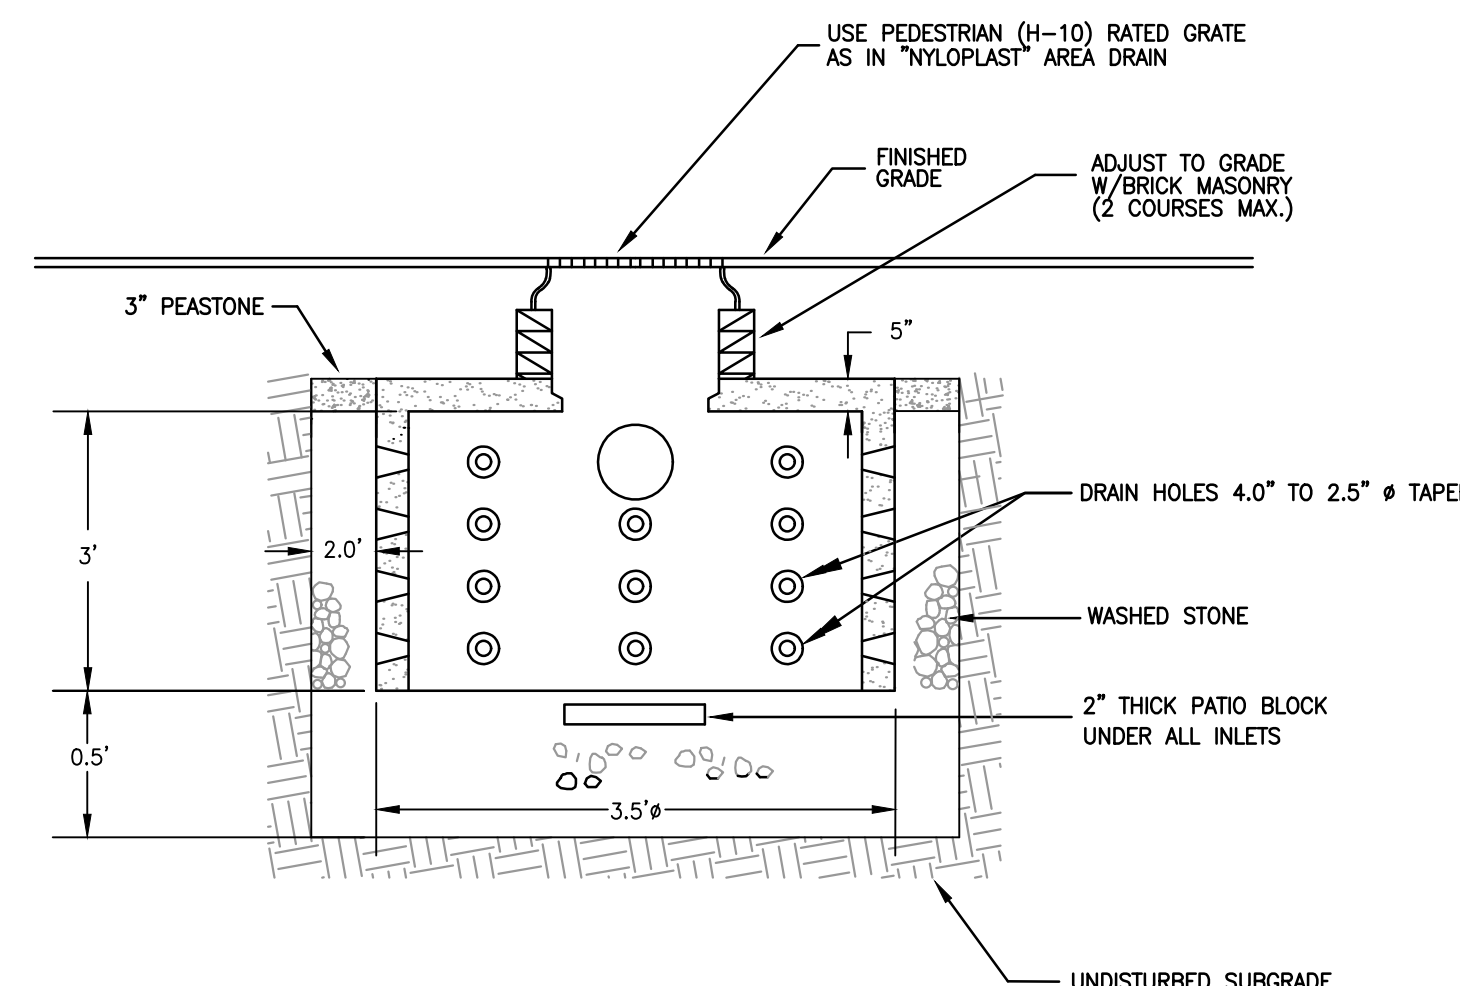 USE PEDESTRIAN (H-10) RATED GRATE
AS IN "NYLOPLAST" AREA DRAIN
FINISHED
GRADE
ADJUST TO GRADE
W/BRICK MASONRY
(2 COURSES MAX.)
3" PEASTONE
5"
DRAIN HOLES 4.0" TO 2.5" ø
3'
2.0'
WASHED STONE
2" THICK PATIO BLOCK
UNDER ALL INLETS
0.5'
3.5'ø
UNDISTURBED SUBGRADE